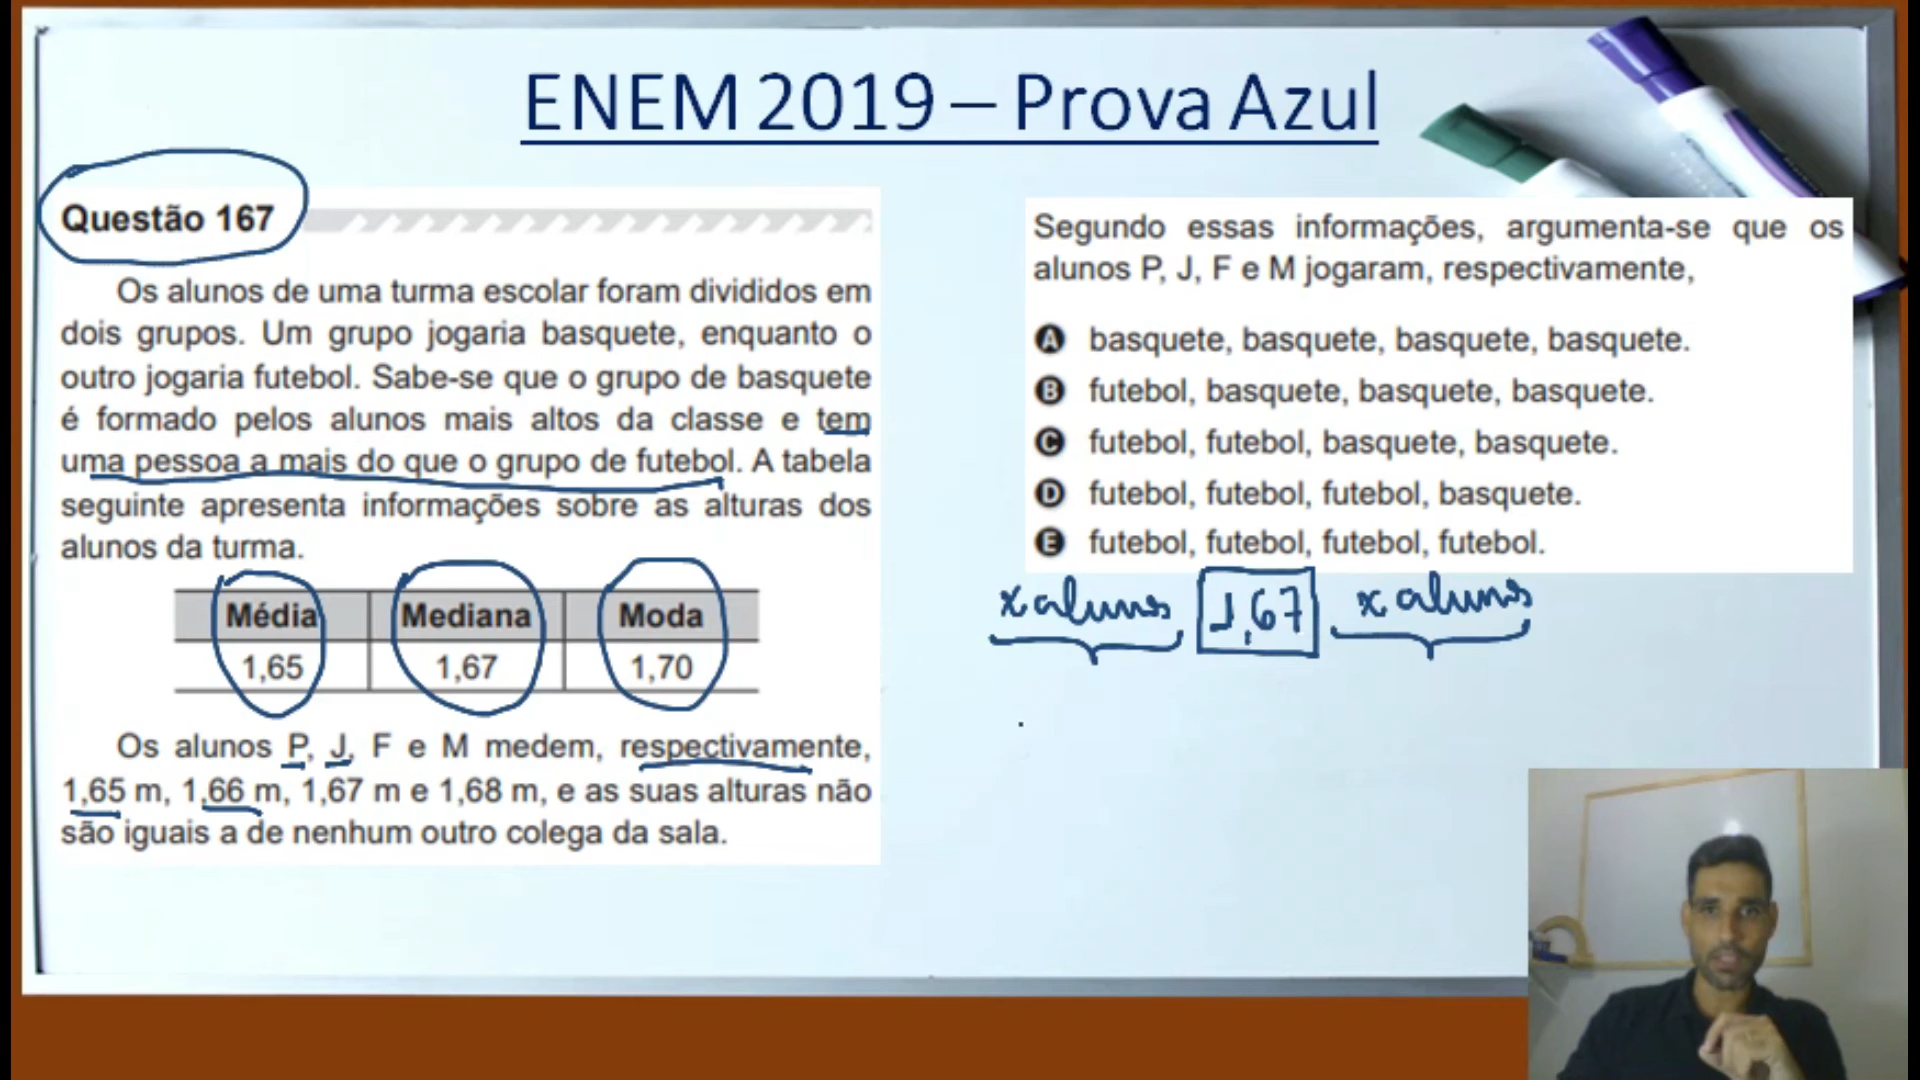 ENEM 2019 – Prova Azul
Questão 167
Os alunos de uma turma escolar foram divididos em
dois grupos. Um grupo jogaria basquete, enquanto o
outro jogaria futebol. Sabe-se que o grupo de basquete
é formado pelos alunos mais altos da classe e tem
uma pessoa a mais do que o grupo de futebol. A tabela
seguinte apresenta informações sobre as alturas dos
alunos da turma.
Média Mediana Moda
1,65 1,67 1,70
Os alunos P, J, F e M medem, respectivamente,
1,65 m, 1,66 m, 1,67 m e 1,68 m, e as suas alturas não
são iguais a de nenhum outro colega da sala.
Segundo essas informações, argumenta-se que os
alunos P, J, F e M jogaram, respectivamente,
A basquete, basquete, basquete, basquete.
B futebol, basquete, basquete, basquete.
C futebol, futebol, basquete, basquete.
D futebol, futebol, futebol, basquete.
E futebol, futebol, futebol, futebol.
x alunos 1,67 x alunos